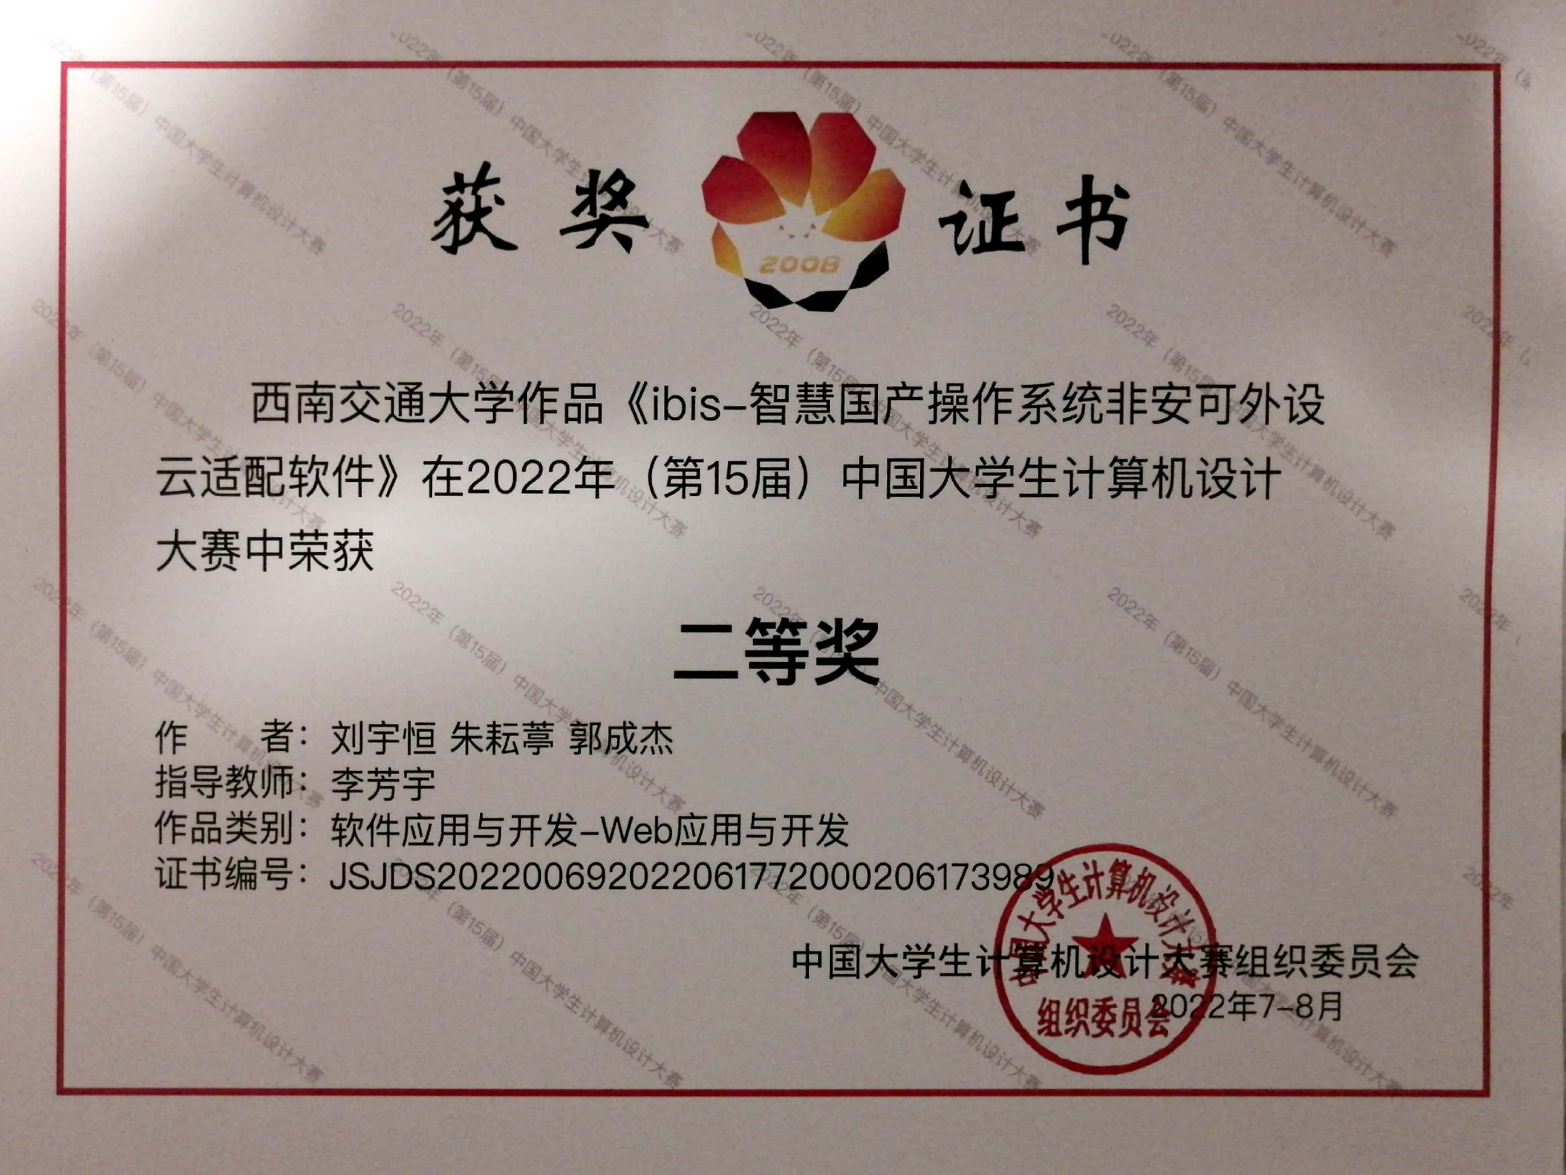 获奖证书
2008
西南交通大学作品《ibis-智慧国产操作系统非安可外设
云适配软件》在2022年（第15届）中国大学生计算机设计
大赛中荣获
二等奖
作 者：刘宇恒 朱耘葶 郭成杰
指导教师：李芳宇
作品类别：软件应用与开发-Web应用与开发
证书编号：JSJDS20220069202206177200020617398​9
中国大学生计算机设计大赛组织委员会
2022年7-8月
中国大学生计算机设计大赛
组织委员会
2022年（第15届）中国大学生计算机设计大赛